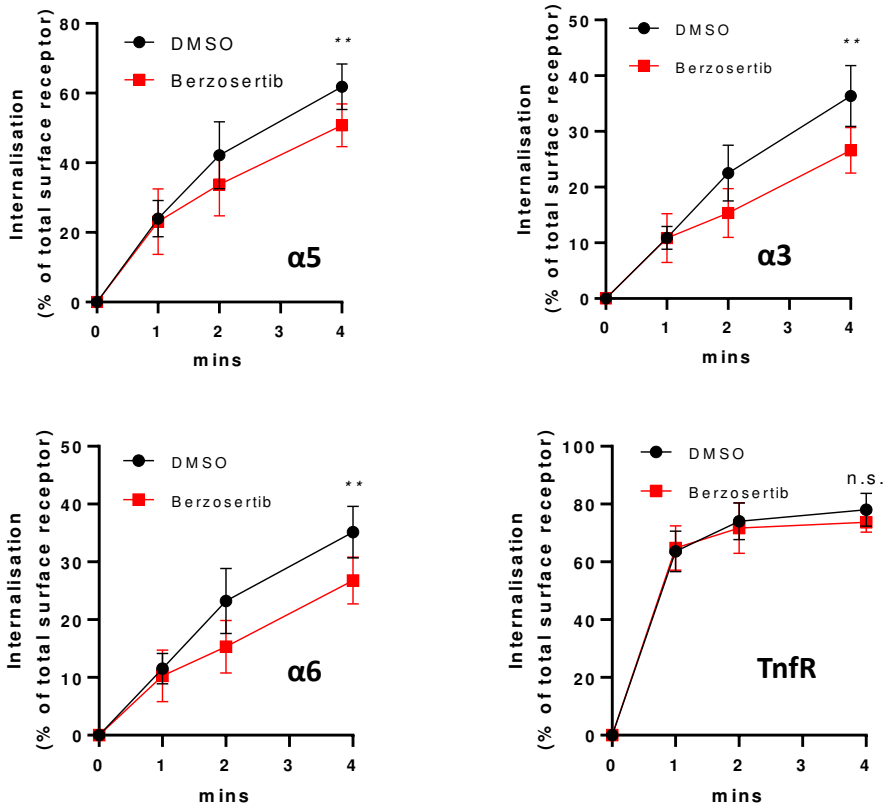 Internalisation
(% of total surface receptor)
80
60
40
20
0
DMSO
Berzosertib
**
α5
0 1 2 3 4
mins
Internalisation
(% of total surface receptor)
50
40
30
20
10
0
DMSO
Berzosertib
**
α3
0 1 2 3 4
mins
Internalisation
(% of total surface receptor)
50
40
30
20
10
0
DMSO
Berzosertib
**
α6
0 1 2 3 4
mins
Internalisation
(% of total surface receptor)
100
80
60
40
20
0
DMSO
Berzosertib
n.s.
TnfR
0 1 2 3 4
mins